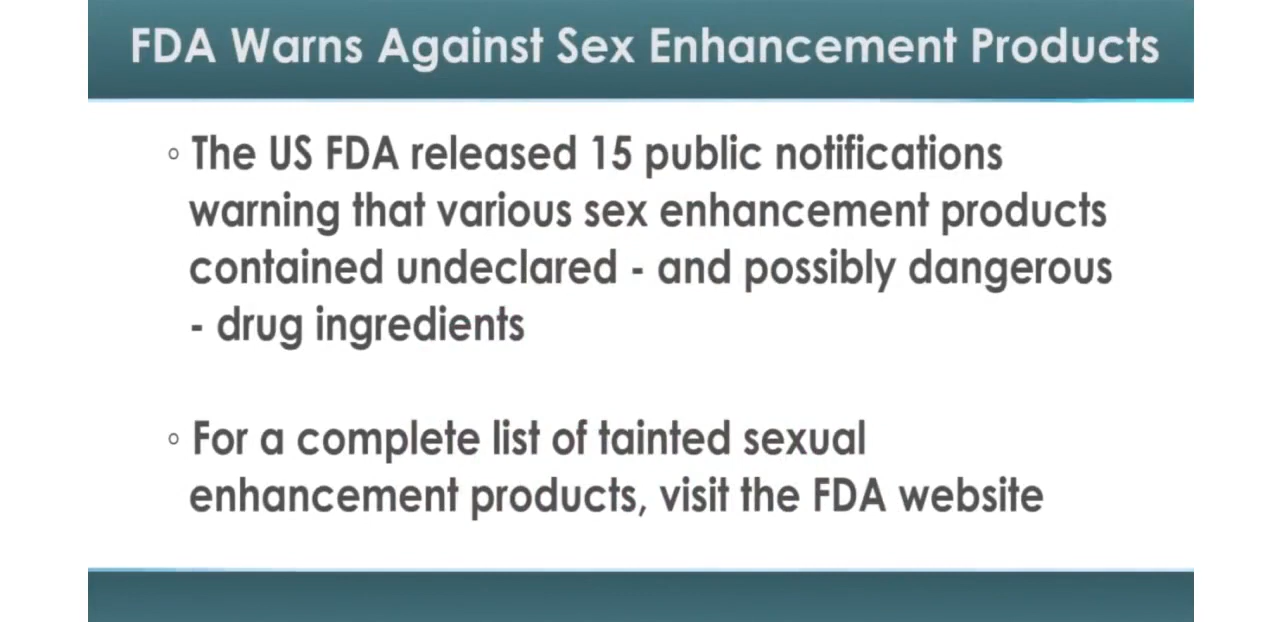 FDA Warns Against Sex Enhancement Products
◦ The US FDA released 15 public notifications
warning that various sex enhancement products
contained undeclared - and possibly dangerous
- drug ingredients
◦ For a complete list of tainted sexual
enhancement products, visit the FDA website